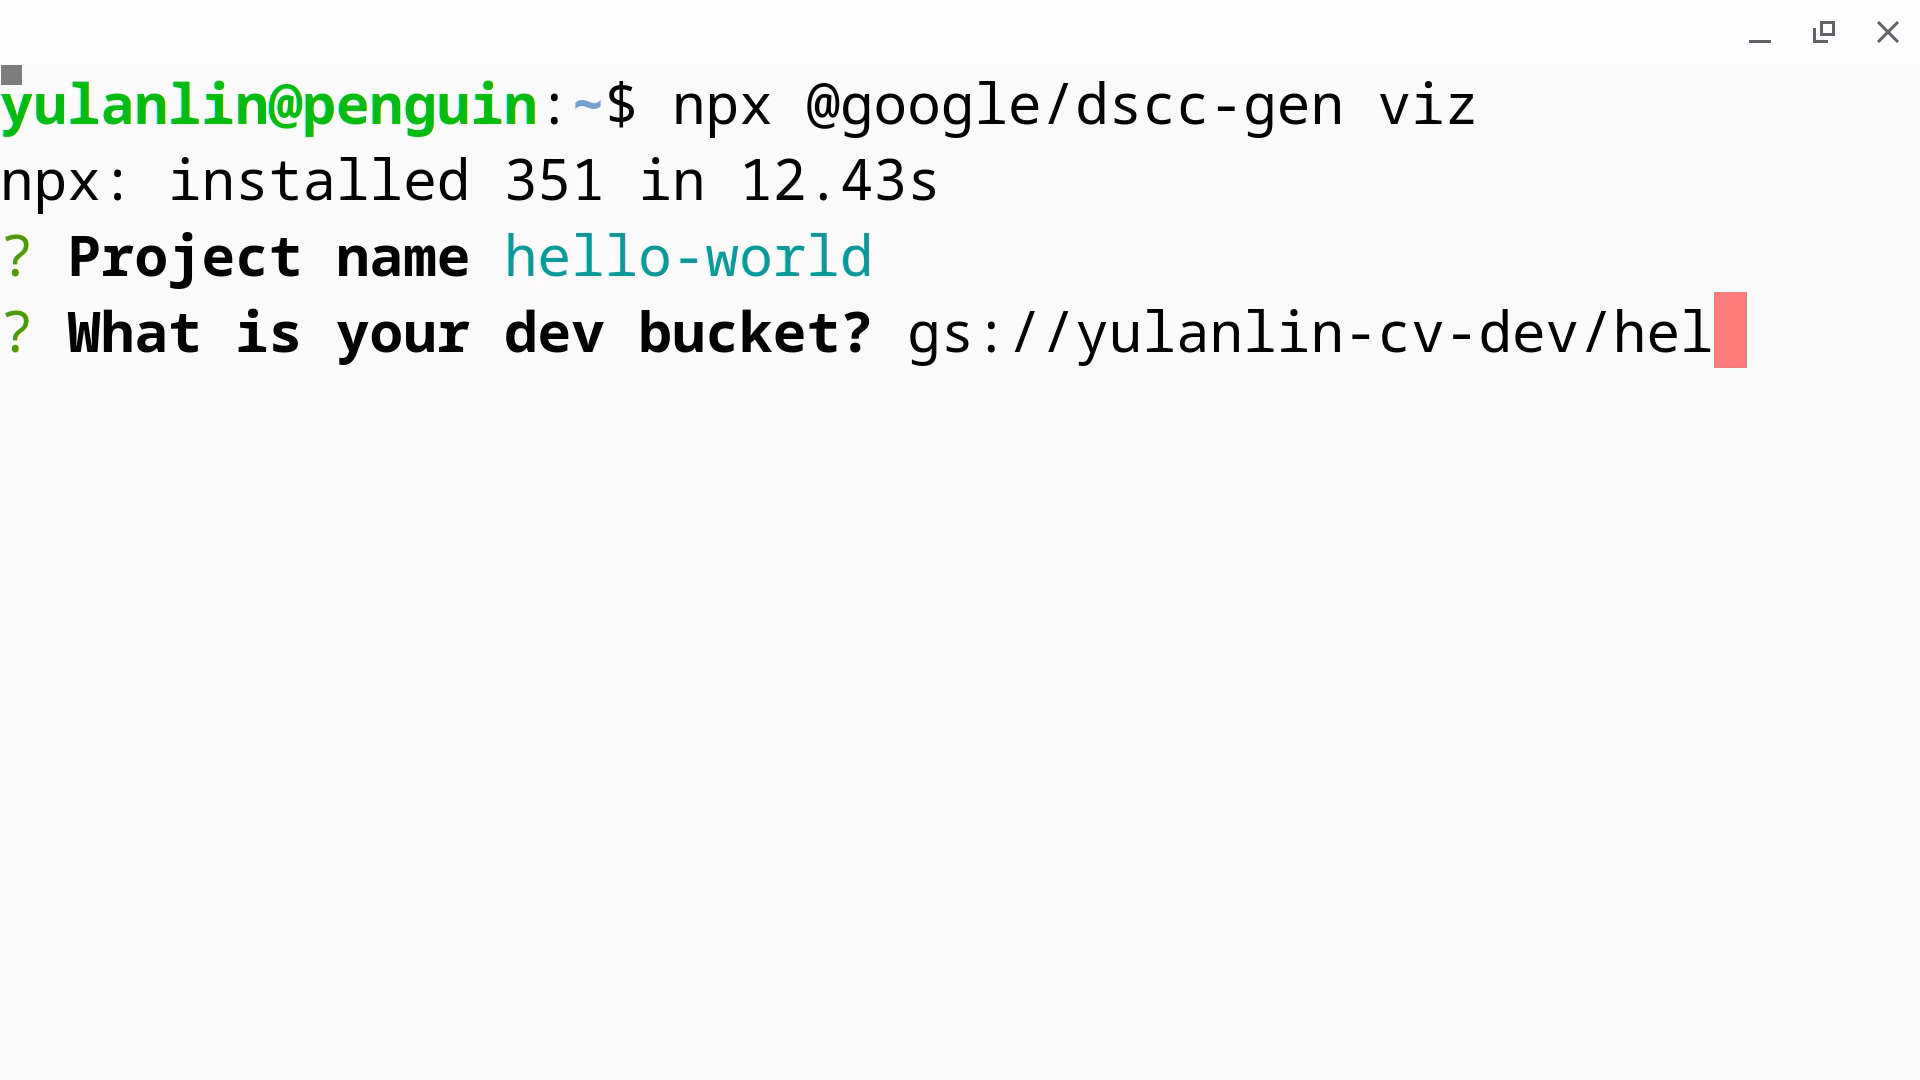 yulanlin@penguin:~$ npx @google/dscc-gen viz
npx: installed 351 in 12.43s
? Project name hello-world
? What is your dev bucket? gs://yulanlin-cv-dev/hel